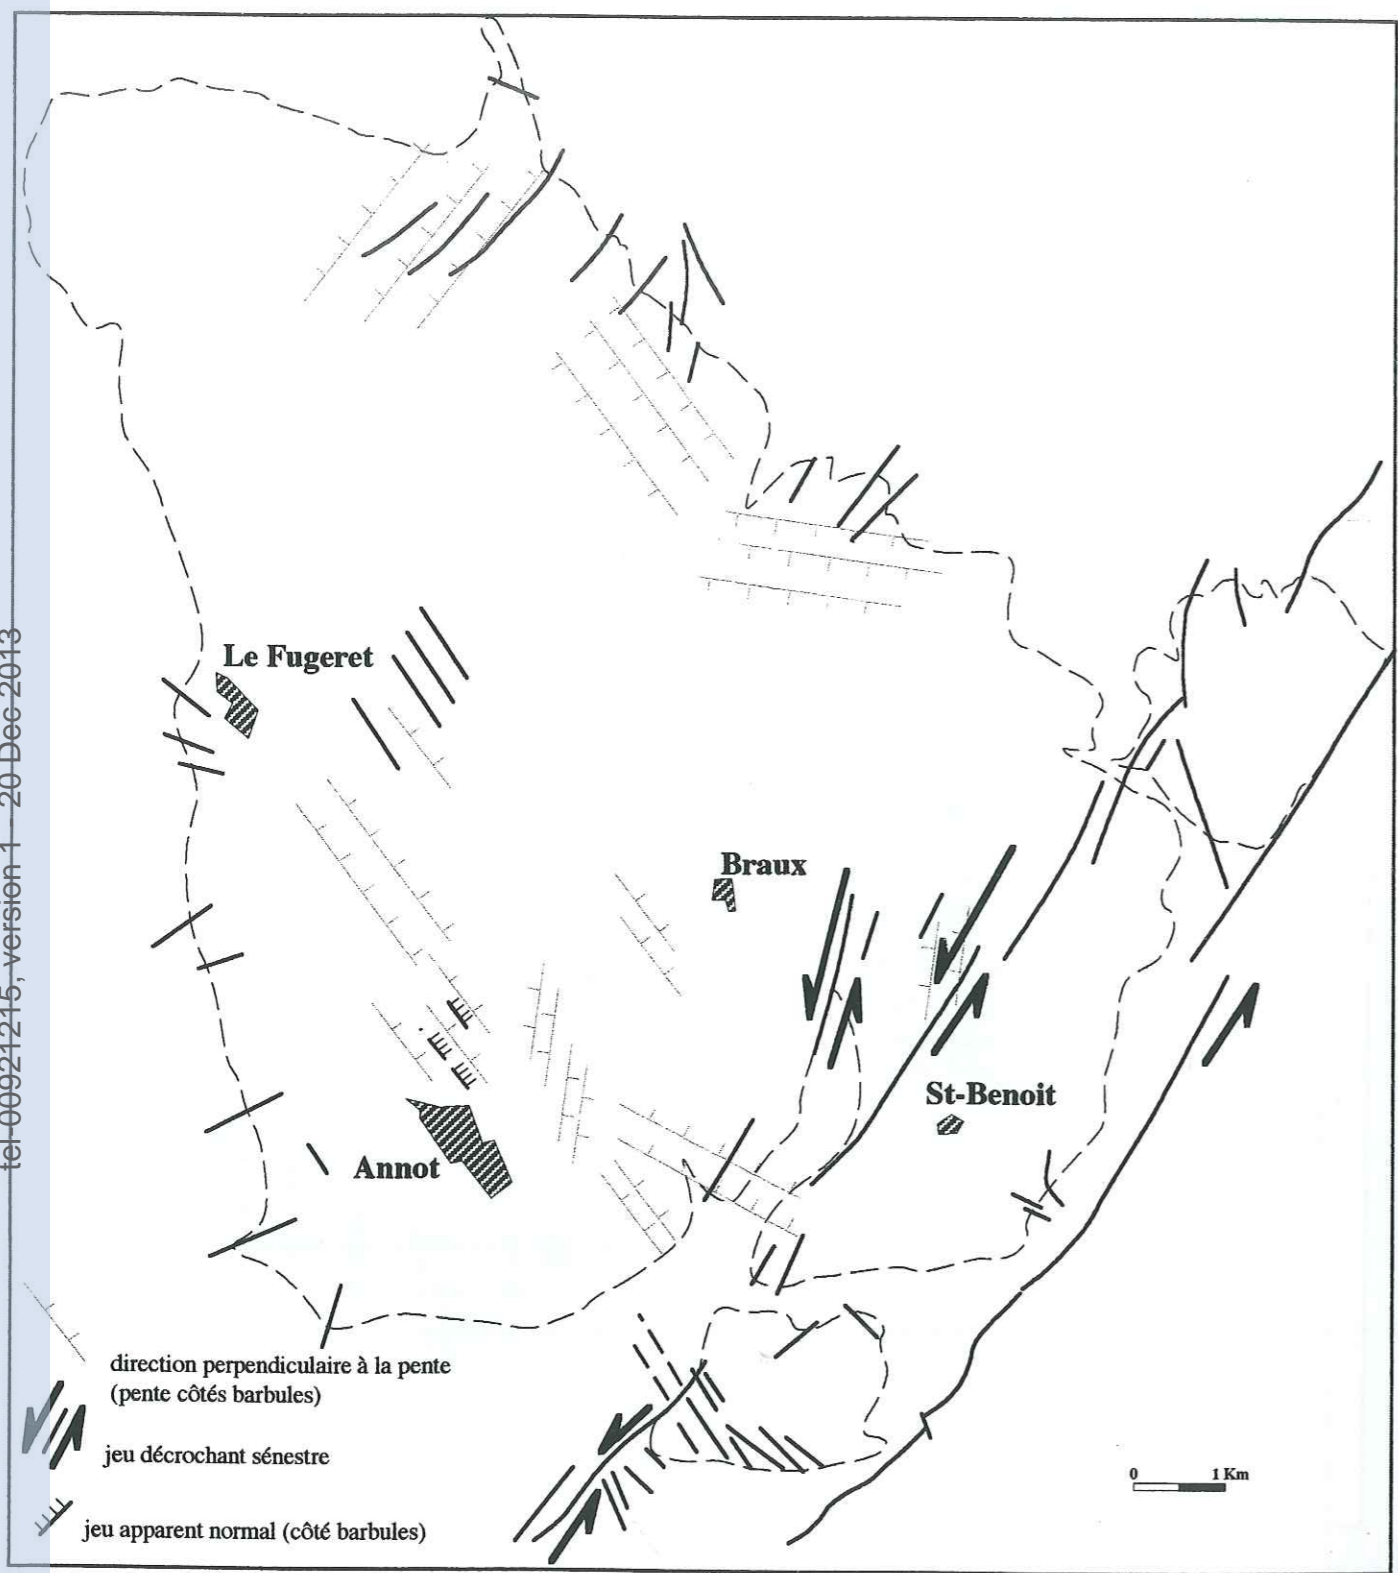 tel-00921215, version 1 - 20 Dec 2013
Le Fugeret
Braux
St-Benoit
Annot
direction perpendiculaire à la pente
(pente côtés barbules)
jeu décrochant sénestre
jeu apparent normal (côté barbules)
0 1 Km